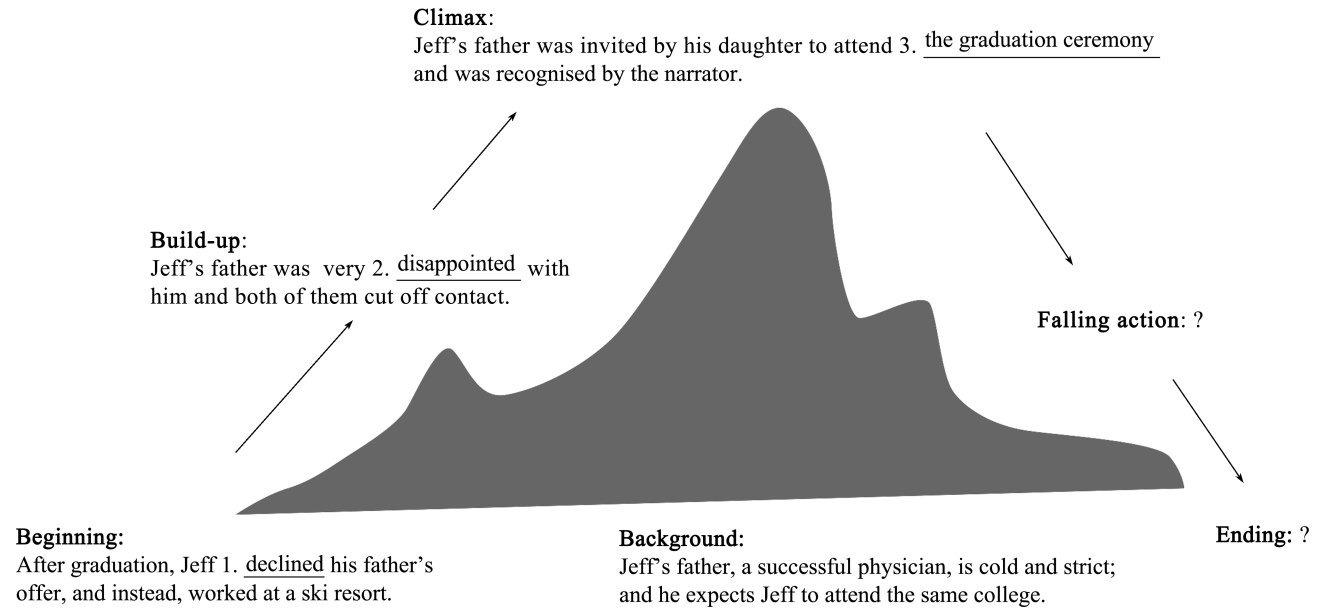 Climax:
Jeff's father was invited by his daughter to attend 3. the graduation ceremony
and was recognised by the narrator.
Build-up:
Jeff's father was very 2. disappointed with
him and both of them cut off contact.
Falling action: ?
Beginning:
After graduation, Jeff 1. declined his father's
offer, and instead, worked at a ski resort.
Background:
Jeff's father, a successful physician, is cold and strict;
and he expects Jeff to attend the same college.
Ending: ?